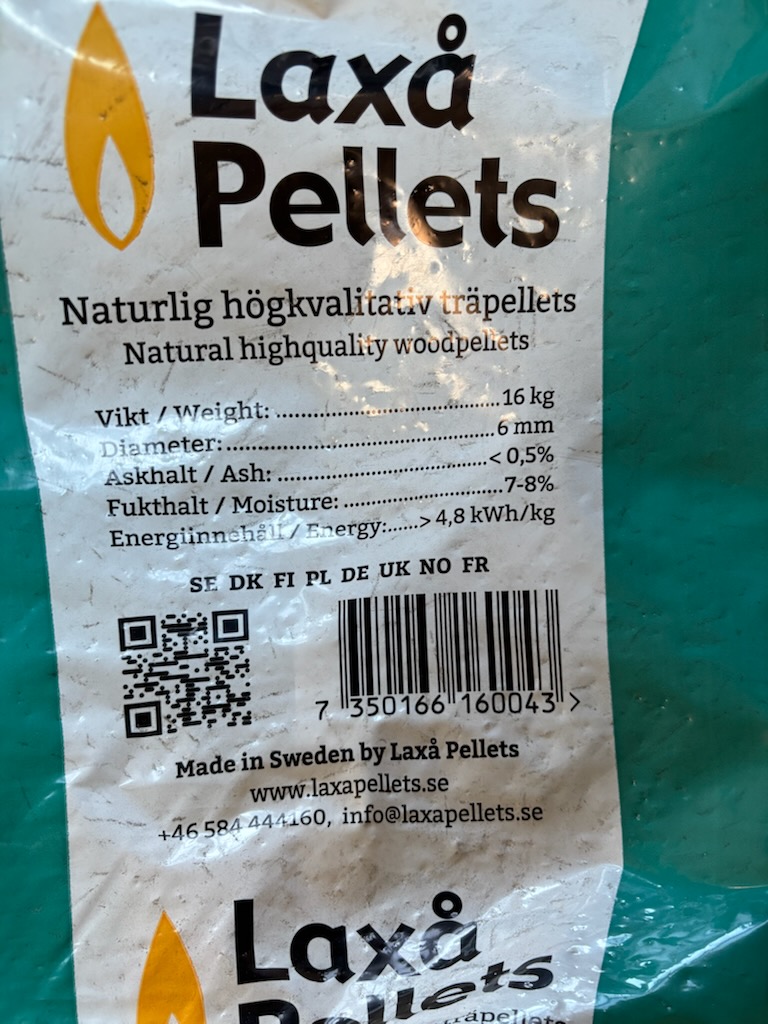 Laxå
Pellets
Naturlig högkvalitativ träpellets
Natural highquality woodpellets
Vikt / Weight: ........................................16 kg
Diameter:................................................6 mm
Askhalt / Ash: ......................................< 0,5%
Fukthalt / Moisture: .............................7-8%
Energiinnehåll / Energy:......> 4,8 kWh/kg
SE DK FI PL DE UK NO FR
7 350166 160043 >
Made in Sweden by Laxå Pellets
www.laxapellets.se
+46 584 444160, info@laxapellets.se
Laxå
Pellets
träpellets